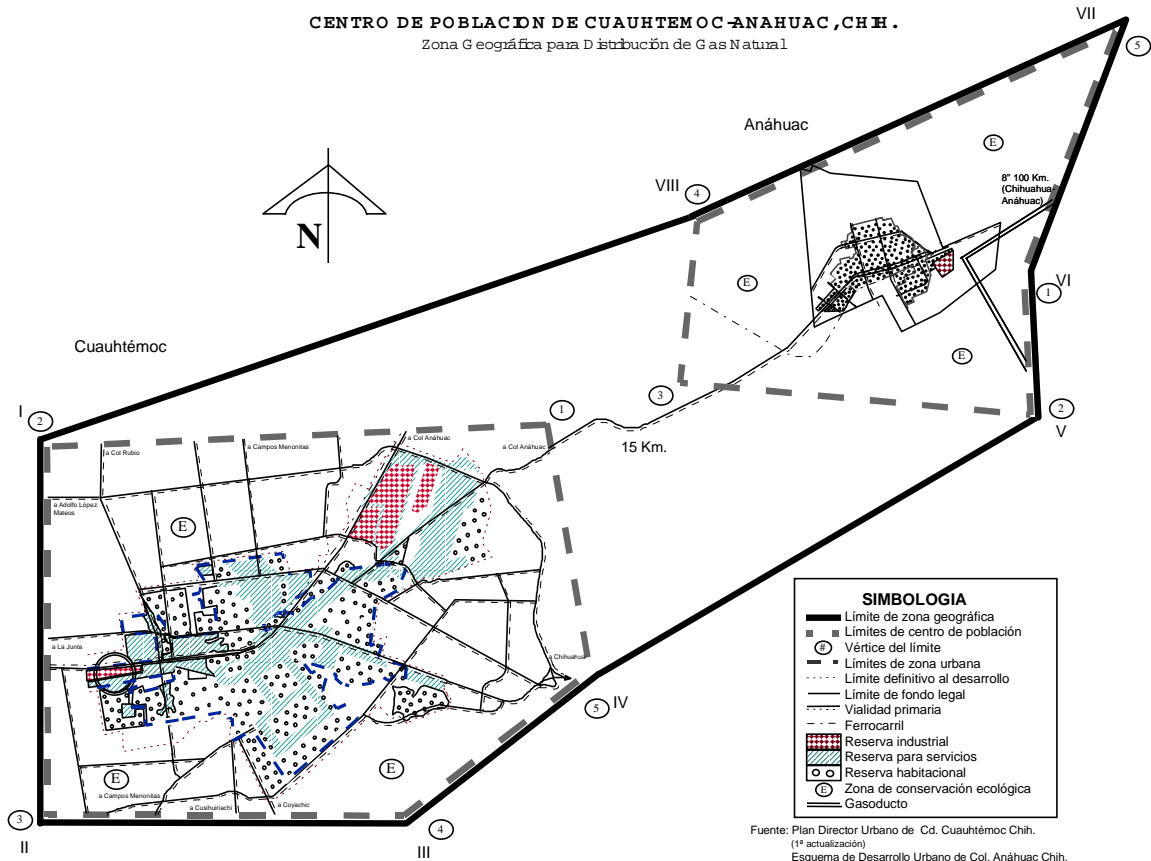 CENTRO DE POBLACION DE CUAUHTEMOC-ANAHUAC, CHIH.
Zona Geográfica para Distribución de Gas Natural
VII
5
Anáhuac
E
8" 100 Km.
(Chihuahua-
Anáhuac)
VIII
4
N
E
VI
1
Cuauhtémoc
E
3
I
2
1
2
V
15 Km.
a Col Rubio
a Campos Menonitas
a Col Anáhuac
a Col Anáhuac
a Adolfo López
Mateos
E
a La Junta
a Chihuahua
IV
5
E
E
a Campos Menonitas
a Cusihuiriachi
a Coyachic
3
II
4
III
SIMBOLOGIA
Límite de zona geográfica
Límites de centro de población
# Vértice del límite
Límites de zona urbana
Límite definitivo al desarrollo
Límite de fondo legal
Vialidad primaria
Ferrocarril
Reserva industrial
Reserva para servicios
Reserva habitacional
E Zona de conservación ecológica
Gasoducto
Fuente: Plan Director Urbano de Cd. Cuauhtémoc Chih.
(1ª actualización)
Esquema de Desarrollo Urbano de Col. Anáhuac Chih.